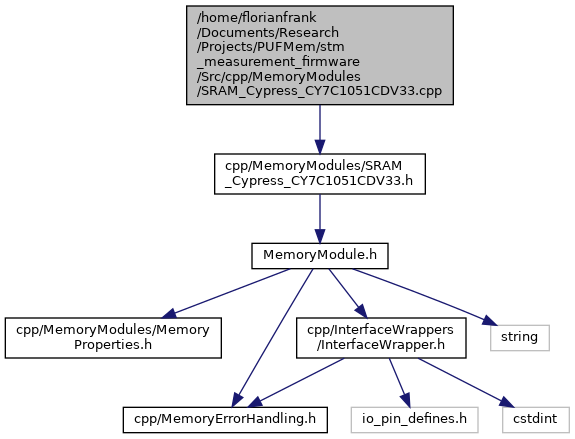 /home/florianfrank
/Documents/Research
/Projects/PUFMem/stm
_measurement_firmware
/Src/cpp/MemoryModules
/SRAM_Cypress_CY7C1051CDV33.cpp
cpp/MemoryModules/SRAM
_Cypress_CY7C1051CDV33.h
MemoryModule.h
cpp/MemoryModules/Memory
Properties.h
cpp/InterfaceWrappers
/InterfaceWrapper.h
string
cpp/MemoryErrorHandling.h
io_pin_defines.h
cstdint